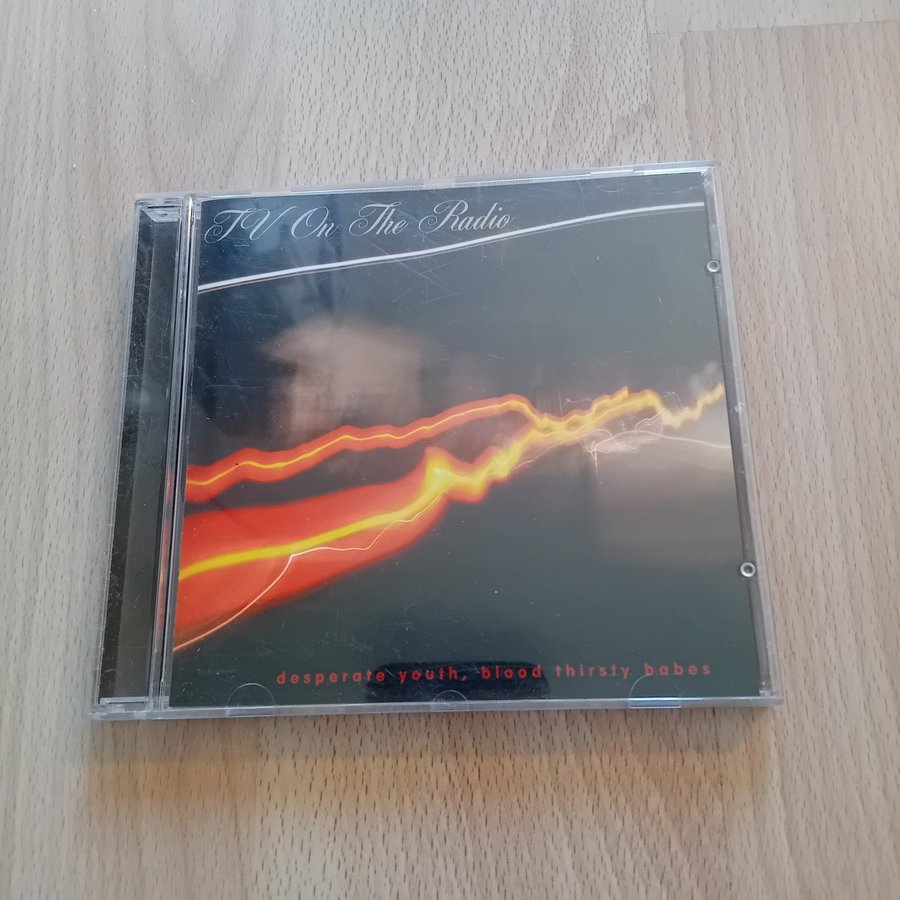 TV On The Radio
desperate youth, blood thirsty babes